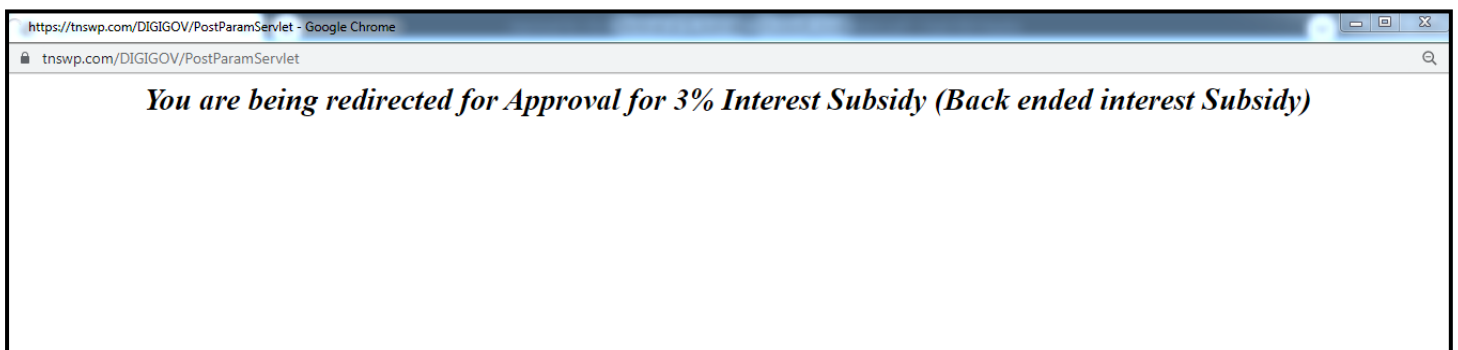 https://tnswp.com/DIGIGOV/PostParamServlet - Google Chrome
tnswp.com/DIGIGOV/PostParamServlet
You are being redirected for Approval for 3% Interest Subsidy (Back ended interest Subsidy)